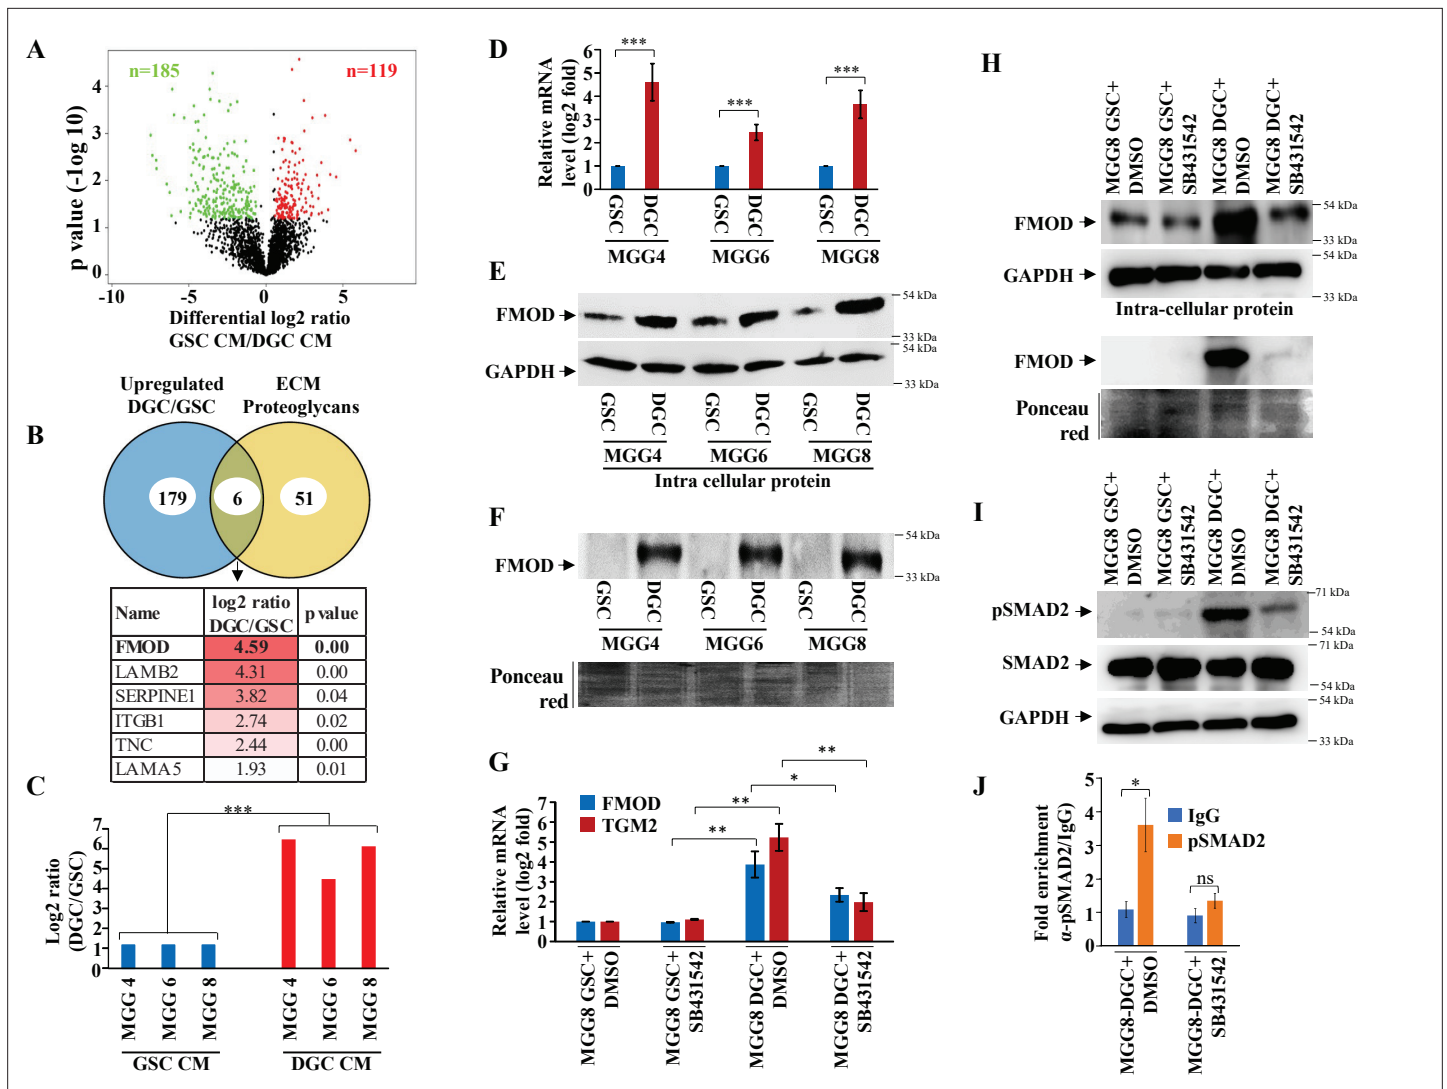 A
n=185
n=119
p value (-log 10)
4
3
2
1
0
-10
-5
0
5
Differential log2 ratio
GSC CM/DGC CM
B
Upregulated
DGC/GSC
ECM
Proteoglycans
179
6
51
Name
log2 ratio
DGC/GSC
p value
FMOD 4.59 0.00
LAMB2 4.31 0.00
SERPINE1 3.82 0.04
ITGB1 2.74 0.02
TNC 2.44 0.00
LAMA5 1.93 0.01
C
Log2 ratio
(DGC/GSC)
7
6
5
4
3
2
1
0
***
MGG 4
MGG 6
MGG 8
MGG 4
MGG 6
MGG 8
GSC CM
DGC CM
D
Relative mRNA
level (log2 fold)
6
5
4
3
2
1
0
***
***
***
GSC
DGC
GSC
DGC
GSC
DGC
MGG4
MGG6
MGG8
E
FMOD
54 kDa
33 kDa
GAPDH
54 kDa
33 kDa
GSC
DGC
GSC
DGC
GSC
DGC
MGG4
MGG6
MGG8
Intra cellular protein
F
FMOD
54 kDa
33 kDa
GSC
DGC
GSC
DGC
GSC
DGC
MGG4
MGG6
MGG8
Ponceau
red
G
FMOD
TGM2
Relative mRNA
level (log2 fold)
7
6
5
4
3
2
1
0
**
**
*
**
MGG8 GSC+
DMSO
MGG8 GSC+
SB431542
MGG8 DGC+
DMSO
MGG8 DGC+
SB431542
H
MGG8 GSC+
DMSO
MGG8 GSC+
SB431542
MGG8 DGC+
DMSO
MGG8 DGC+
SB431542
FMOD
54 kDa
33 kDa
GAPDH
54 kDa
33 kDa
Intra-cellular protein
FMOD
Ponceau
red
I
MGG8 GSC+
DMSO
MGG8 GSC+
SB431542
MGG8 DGC+
DMSO
MGG8 DGC+
SB431542
pSMAD2
71 kDa
54 kDa
SMAD2
71 kDa
54 kDa
GAPDH
54 kDa
33 kDa
J
Fold enrichment
α-pSMAD2/IgG)
5
4
3
2
1
0
*
ns
IgG
pSMAD2
MGG8-DGC+
DMSO
MGG8-DGC+
SB431542